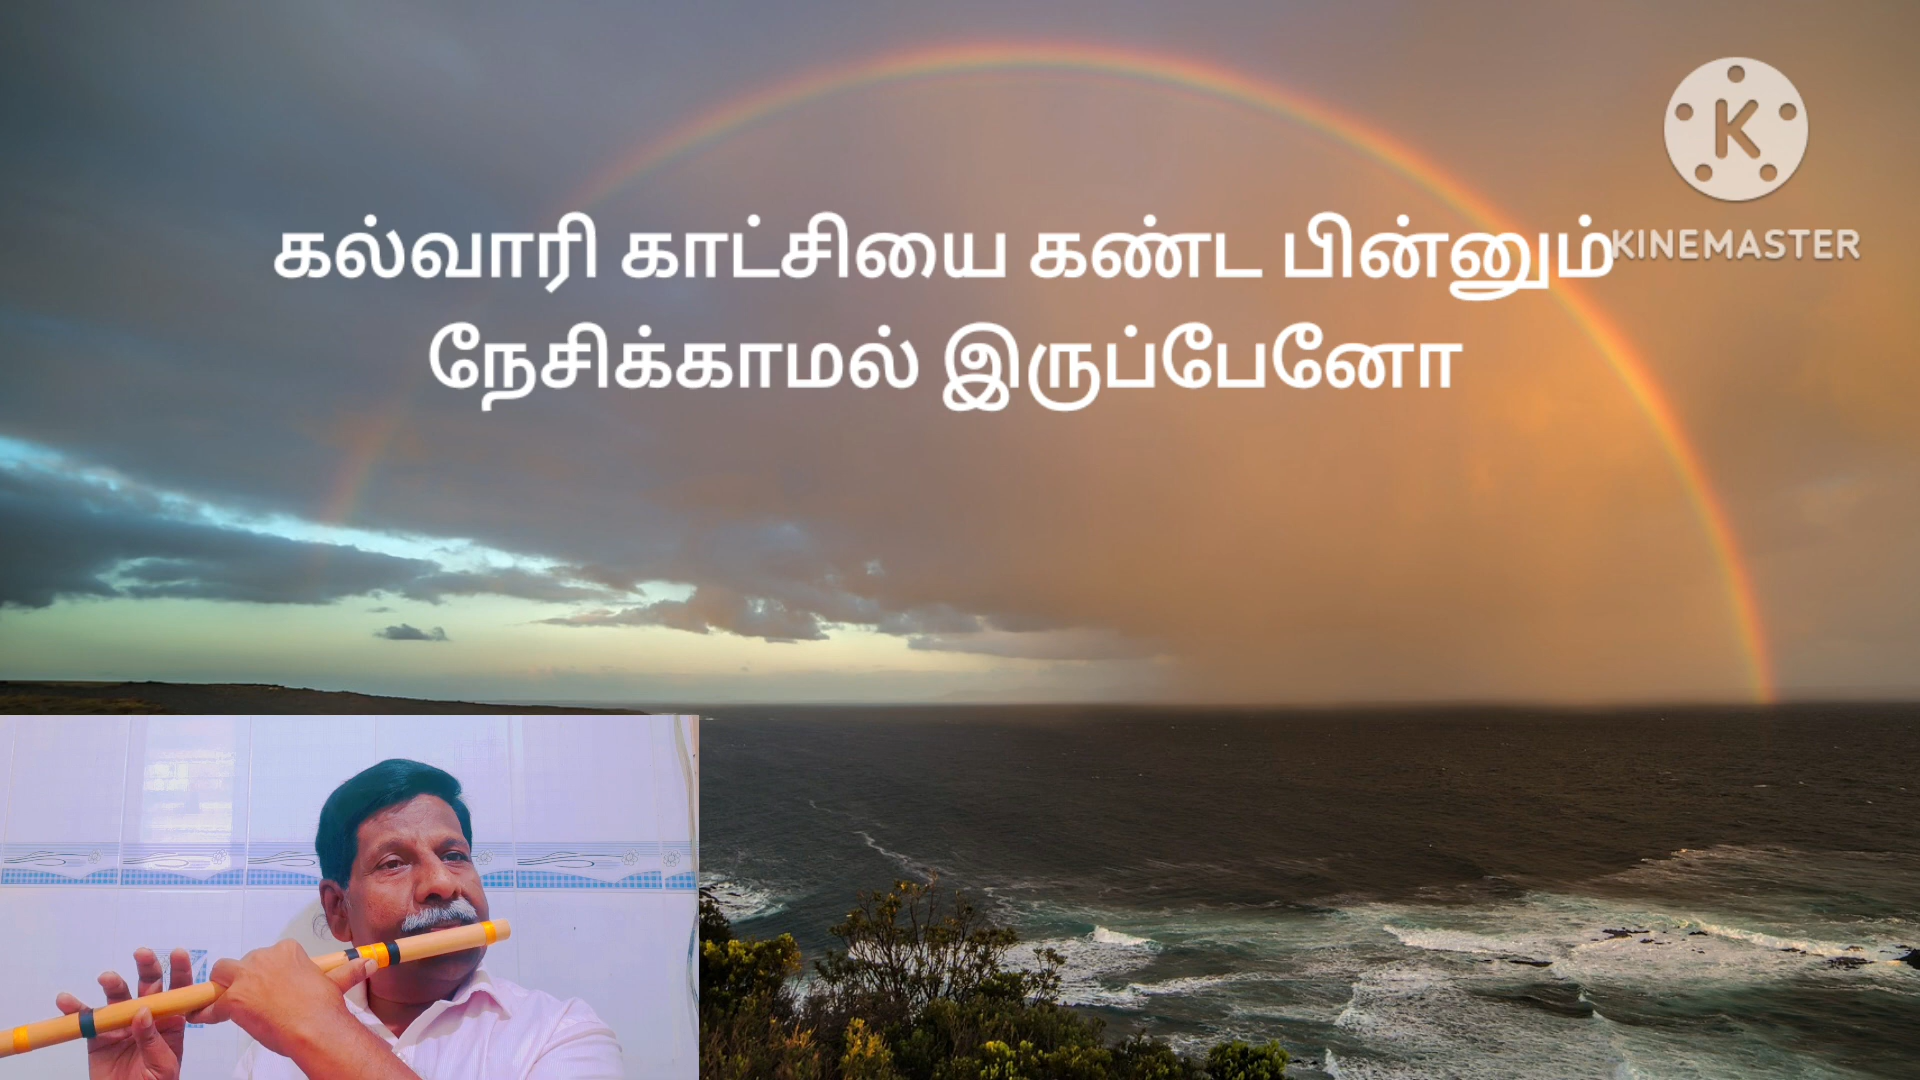 கல்வாரி காட்சியை கண்ட பின்னும்
நேசிக்காமல் இருப்பேனோ
K
KINEMASTER